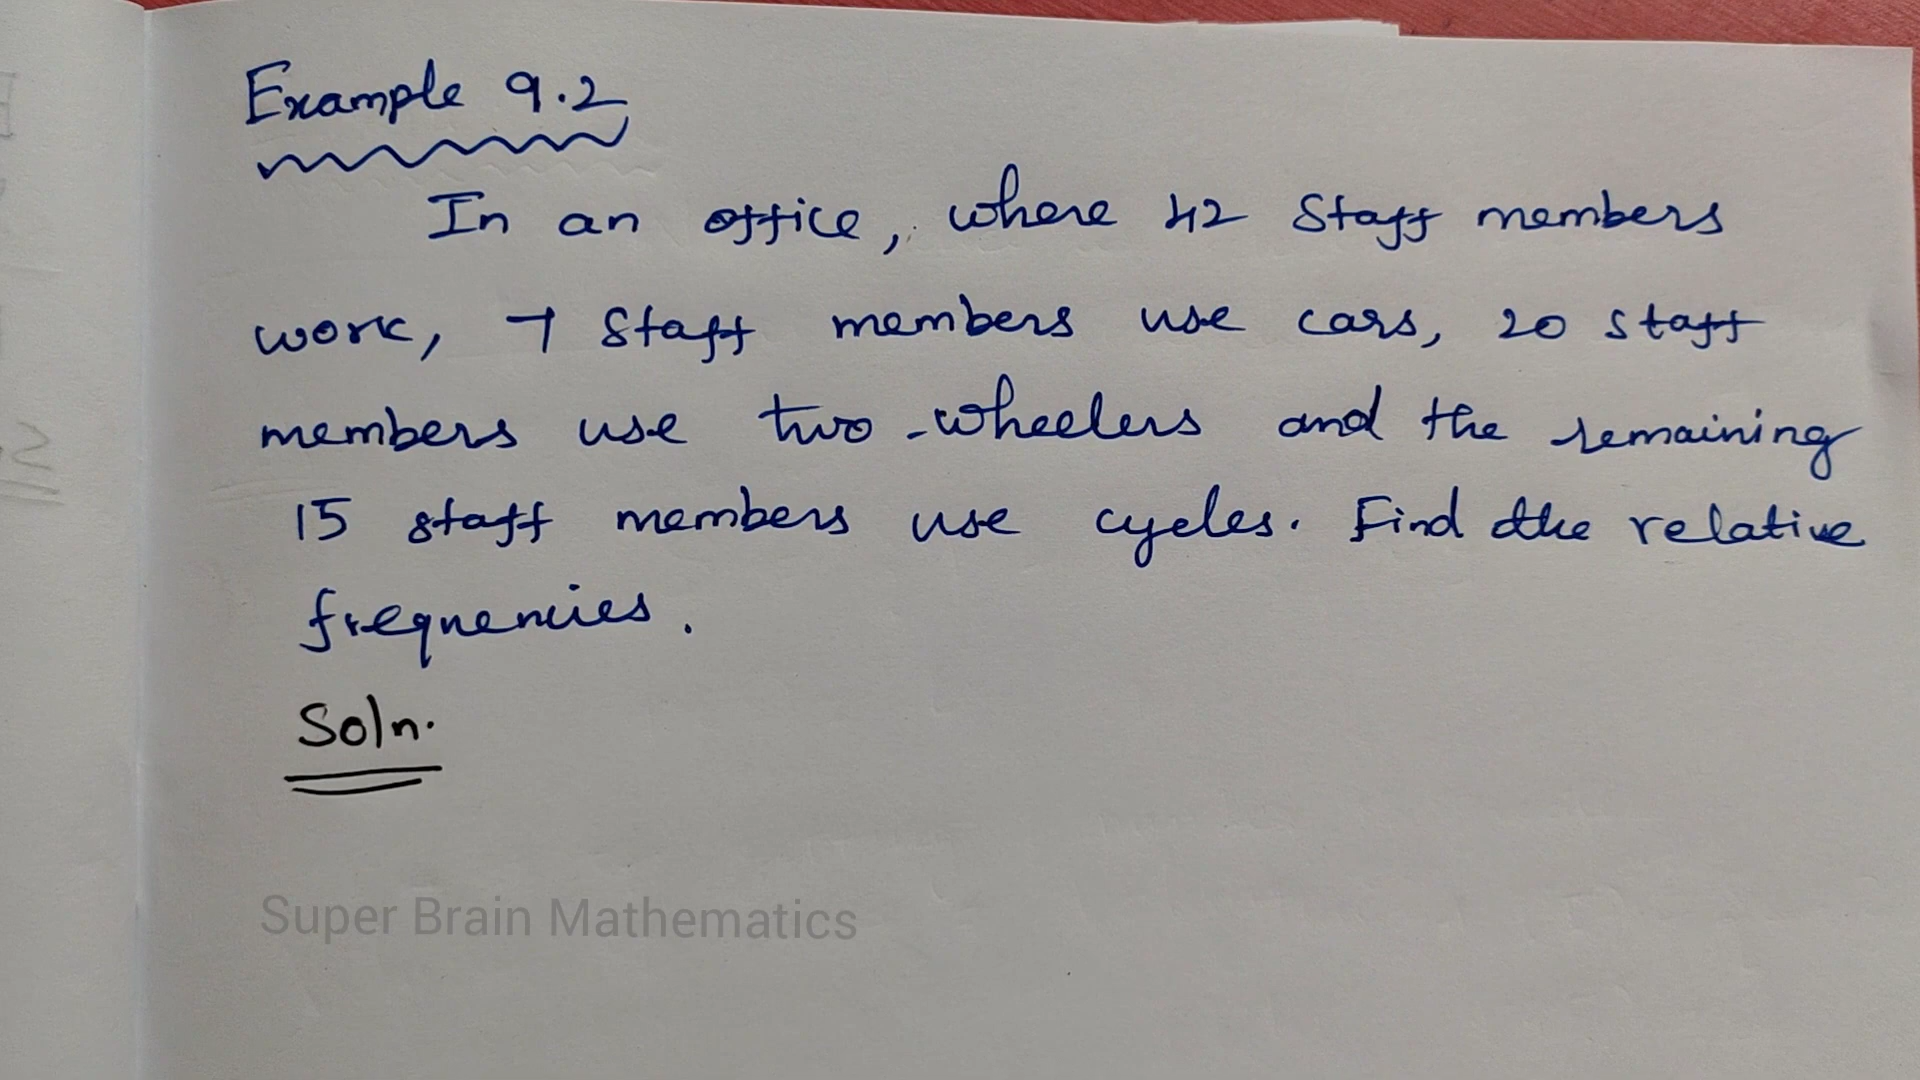 Example 9.2
In an office, where 42 Staff members
work, 7 Staff members use cars, 20 staff
members use two-wheelers and the remaining
15 staff members use cycles. Find the relative
frequencies.
Soln.
Super Brain Mathematics